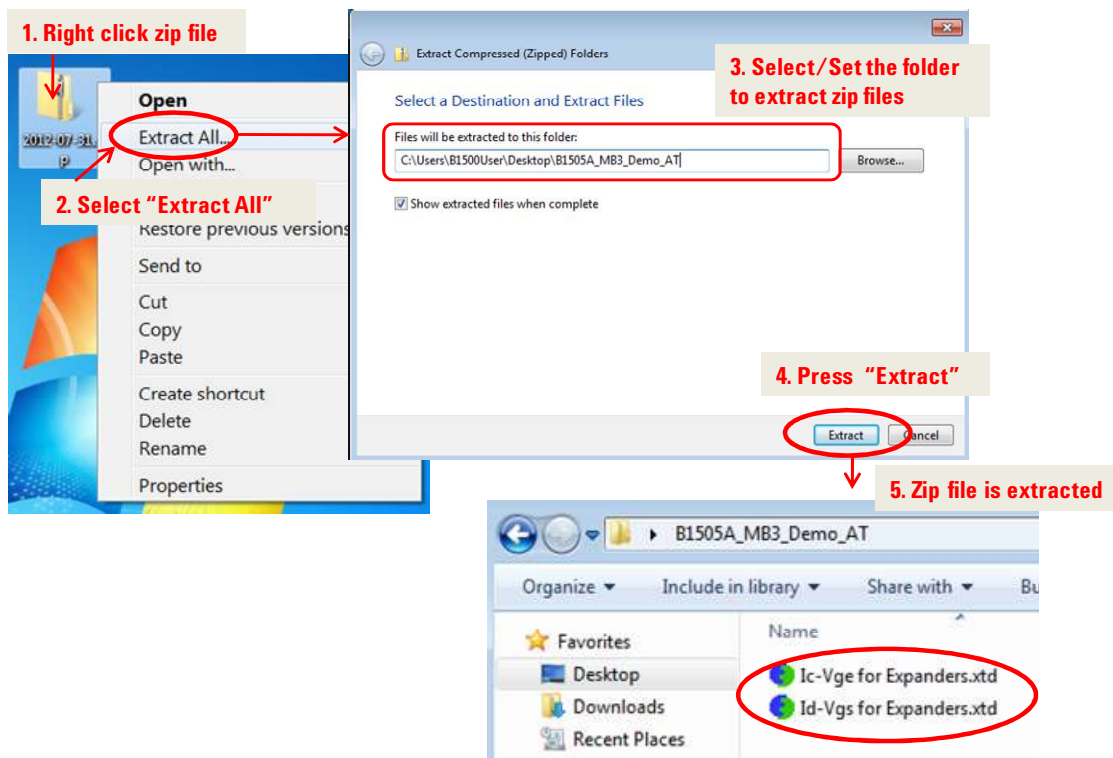 1. Right click zip file
2012-07-31.
Open
Extract All...
Open with...
2. Select “Extract All”
Restore previous versions
Send to
Cut
Copy
Paste
Create shortcut
Delete
Rename
Properties
Extract Compressed (Zipped) Folders
3. Select/Set the folder
to extract zip files
Select a Destination and Extract Files
Files will be extracted to this folder:
C:\Users\B1500User\Desktop\B1505A_MB3_Demo_AT
Browse...
Show extracted files when complete
4. Press “Extract”
Extract
Cancel
5. Zip file is extracted
B1505A_MB3_Demo_AT
Organize
Include in library
Share with
Bu
Favorites
Desktop
Downloads
Recent Places
Name
Ic-Vge for Expanders.xtd
Id-Vgs for Expanders.xtd